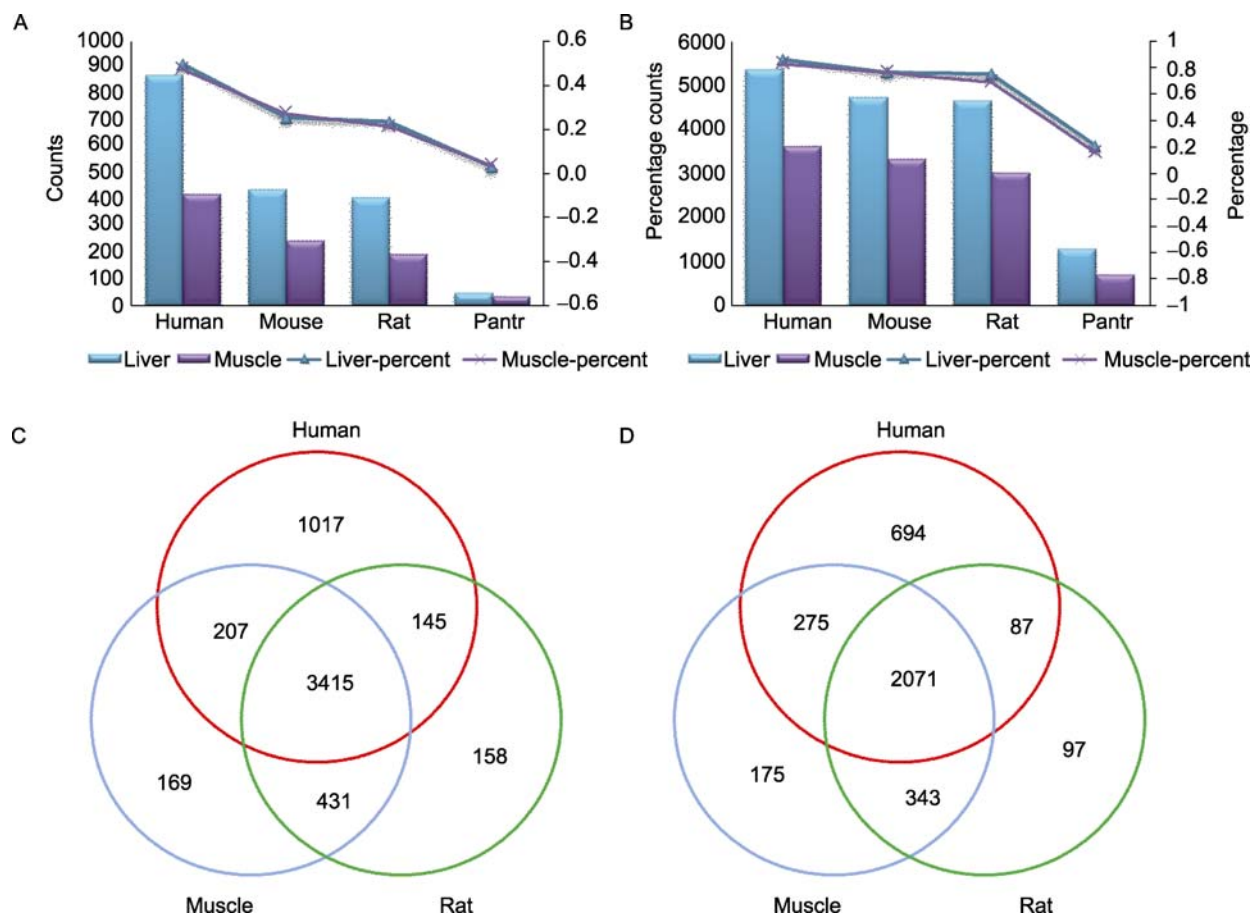 A
Counts
1000
900
800
700
600
500
400
300
200
100
0
0.6
0.4
0.2
0.0
–0.2
–0.4
–0.6
Human Mouse Rat Pantr
Liver Muscle Liver-percent Muscle-percent
B
Percentage counts
6000
5000
4000
3000
2000
1000
0
1
0.8
0.6
0.4
0.2
0
–0.2
–0.4
–0.6
–0.8
–1
Percentage
Human Mouse Rat Pantr
Liver Muscle Liver-percent Muscle-percent
C
Human
1017
207 145
3415
169 431 158
Muscle Rat
D
Human
694
275 87
2071
175 343 97
Muscle Rat